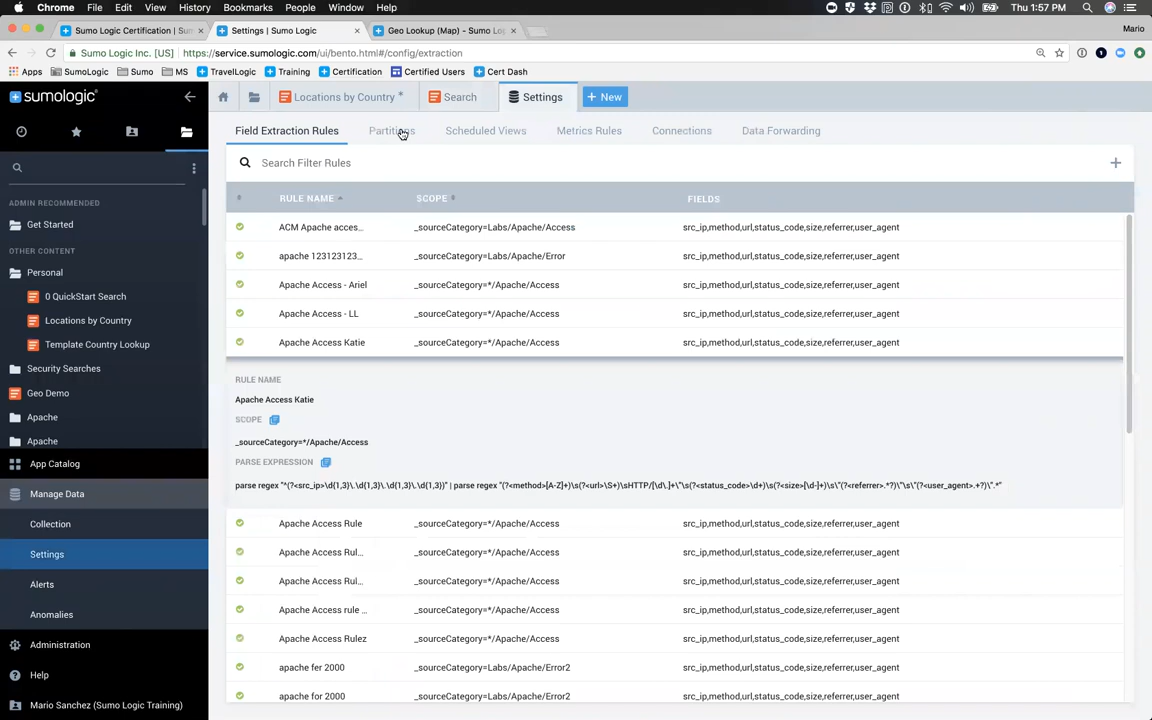 Chrome File Edit View History Bookmarks People Window Help Thu 1:57 PM
Sumo Logic Certification | Sum Settings | Sumo Logic Geo Lookup (Map) - Sumo Lo Mario
Sumo Logic Inc. [US] https://service.sumologic.com/ui/bento.html#/config/extraction
Apps SumoLogic Sumo MS TravelLogic Training Certification Certified Users Cert Dash
sumologic
Locations by Country * Search Settings + New
Field Extraction Rules Partitions Scheduled Views Metrics Rules Connections Data Forwarding
Search Filter Rules
RULE NAME SCOPE FIELDS
ACM Apache acces... _sourceCategory=Labs/Apache/Access src_ip,method,url,status_code,size,referrer,user_agent
apache 123123123... _sourceCategory=Labs/Apache/Error src_ip,method,url,status_code,size,referrer,user_agent
Apache Access - Ariel _sourceCategory=*/Apache/Access src_ip,method,url,status_code,size,referrer,user_agent
Apache Access - LL _sourceCategory=*/Apache/Access src_ip,method,url,status_code,size,referrer,user_agent
Apache Access Katie _sourceCategory=*/Apache/Access src_ip,method,url,status_code,size,referrer,user_agent
RULE NAME
Apache Access Katie
SCOPE
_sourceCategory=*/Apache/Access
PARSE EXPRESSION
parse regex "^(?<src_ip>\d{1,3}\.\d{1,3}\.\d{1,3}\.\d{1,3})" | parse regex "(?<method>[A-Z]+)\s(?<url>\S+)\sHTTP/[\d\.]+\"\s(?<status_code>\d+)\s(?<size>[\d-]+)\s\"(?<referrer>.*?)\"\s\"(?<user_agent>.+?)\".*"
Apache Access Rule _sourceCategory=*/Apache/Access src_ip,method,url,status_code,size,referrer,user_agent
Apache Access Rul... _sourceCategory=*/Apache/Access src_ip,method,url,status_code,size,referrer,user_agent
Apache Access Rul... _sourceCategory=*/Apache/Access src_ip,method,url,status_code,size,referrer,user_agent
Apache Access rule ... _sourceCategory=*/Apache/Access src_ip,method,url,status_code,size,referrer,user_agent
Apache Access Rulez _sourceCategory=*/Apache/Access src_ip,method,url,status_code,size,referrer,user_agent
apache fer 2000 _sourceCategory=Labs/Apache/Error2 src_ip,method,url,status_code,size,referrer,user_agent
apache for 2000 _sourceCategory=Labs/Apache/Error2 src_ip,method,url,status_code,size,referrer,user_agent
ADMIN RECOMMENDED
Get Started
OTHER CONTENT
Personal
0 QuickStart Search
Locations by Country
Template Country Lookup
Security Searches
Geo Demo
Apache
Apache
App Catalog
Manage Data
Collection
Settings
Alerts
Anomalies
Administration
Help
Mario Sanchez (Sumo Logic Training)